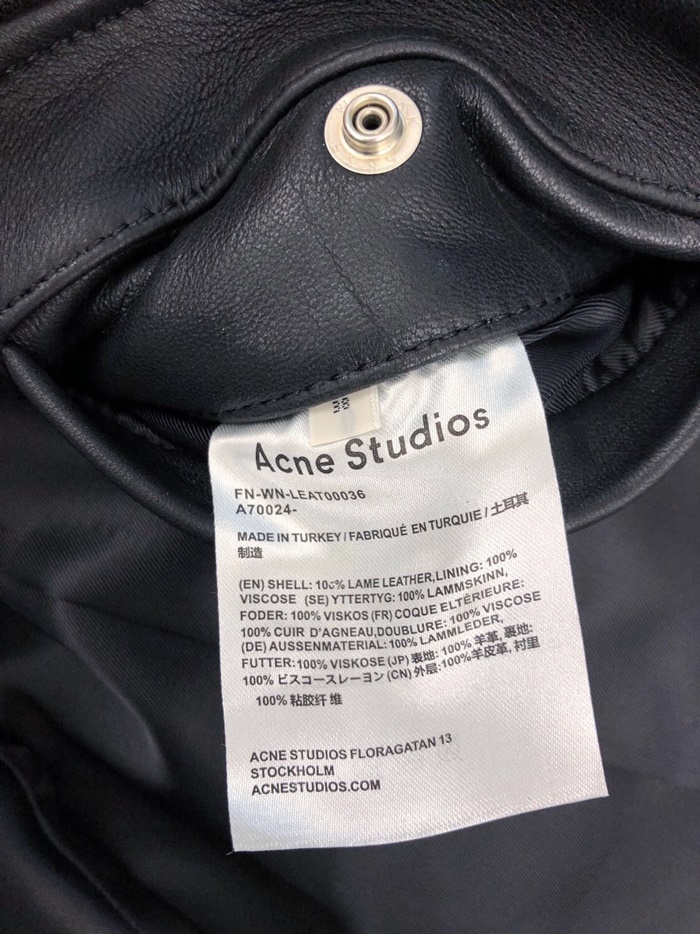 Acne Studios
FN-WN-LEAT00036
A70024-
MADE IN TURKEY / FABRIQUÉ EN TURQUIE / 土耳其
制造
(EN) SHELL: 100% LAME LEATHER,LINING: 100%
VISCOSE (SE) YTTERTYG: 100% LAMMSKINN,
FODER: 100% VISKOS (FR) COQUE ELTÉRIEURE:
100% CUIR D'AGNEAU,DOUBLURE: 100% VISCOSE
(DE) AUSSENMATERIAL: 100% LAMMLEDER,
FUTTER: 100% VISKOSE (JP) 表地: 100% 羊革, 裏地:
100% ビスコースレーヨン (CN) 外层:100%羊皮革, 衬里
100% 粘胶纤 维
ACNE STUDIOS FLORAGATAN 13
STOCKHOLM
ACNESTUDIOS.COM